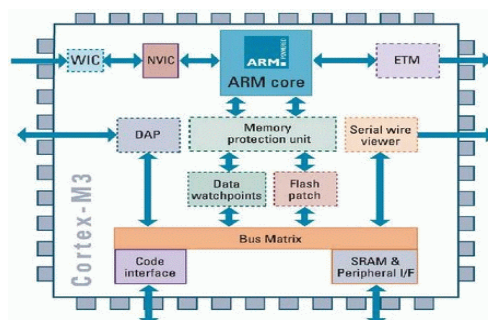 WIC
NVIC
ARM POWERED
ARM core
ETM
DAP
Memory
protection unit
Serial wire
viewer
Data
watchpoints
Flash
patch
Bus Matrix
Code
interface
SRAM &
Peripheral I/F
Cortex-M3